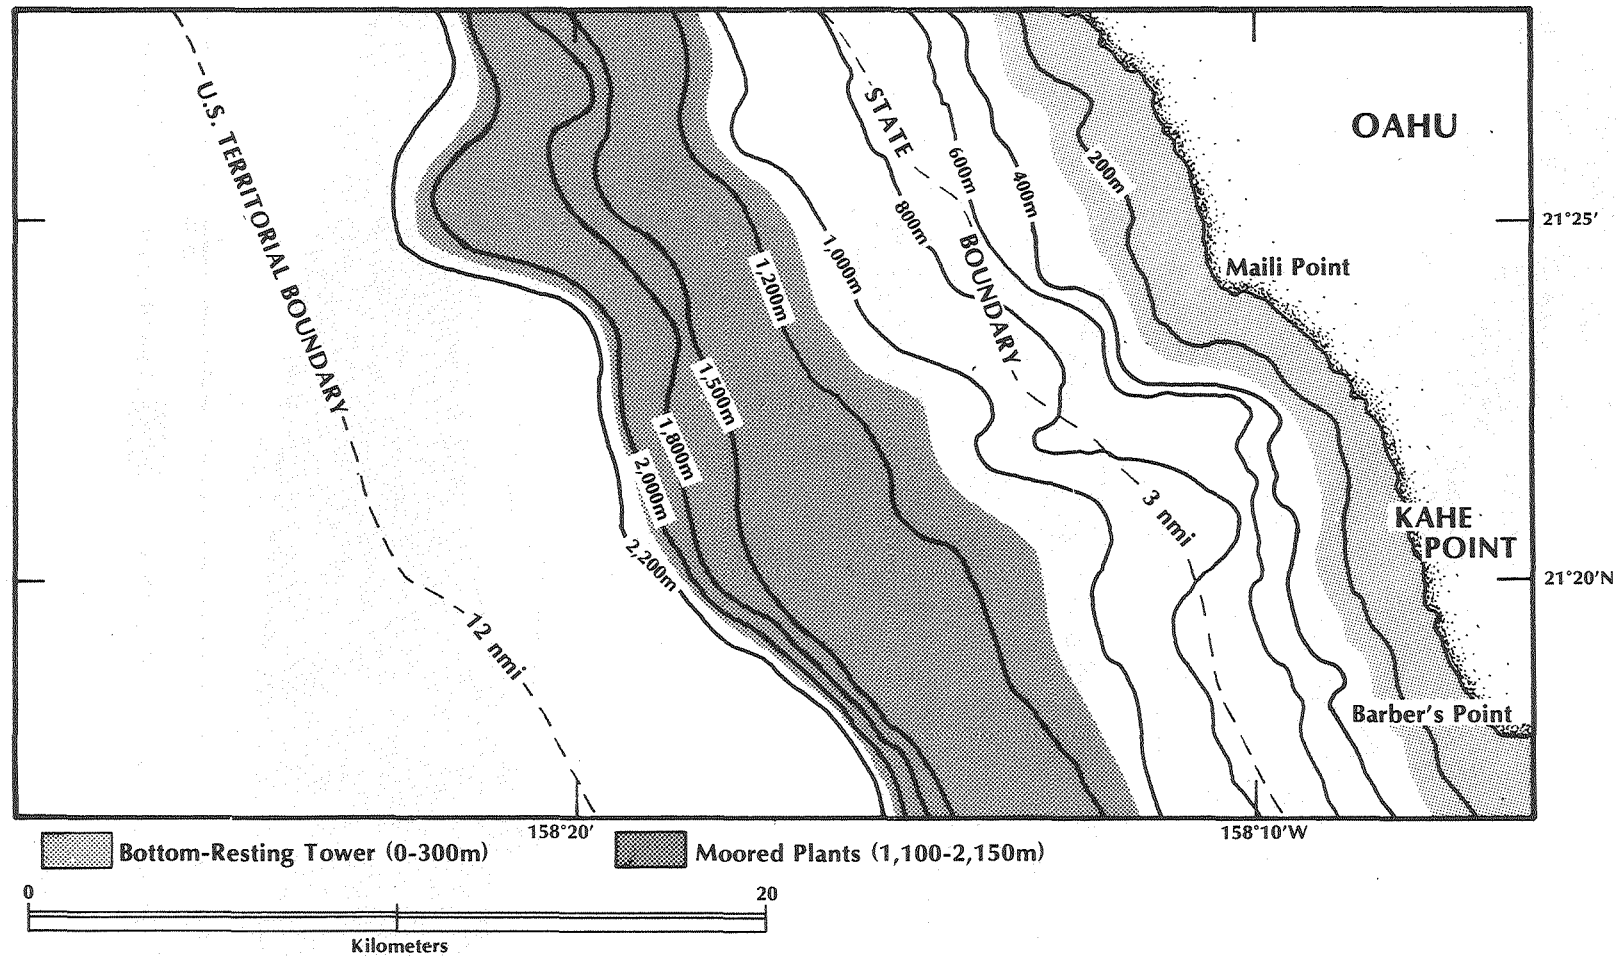 U.S. TERRITORIAL BOUNDARY
12 nmi
STATE
BOUNDARY
3 nmi
600m
400m
200m
800m
1,000m
1,200m
1,500m
1,800m
2,000m
2,200m
OAHU
21°25'
Maili Point
KAHE
POINT
21°20'N
Barber's Point
158°20'
158°10'W
Bottom-Resting Tower (0-300m)
Moored Plants (1,100-2,150m)
0
20
Kilometers